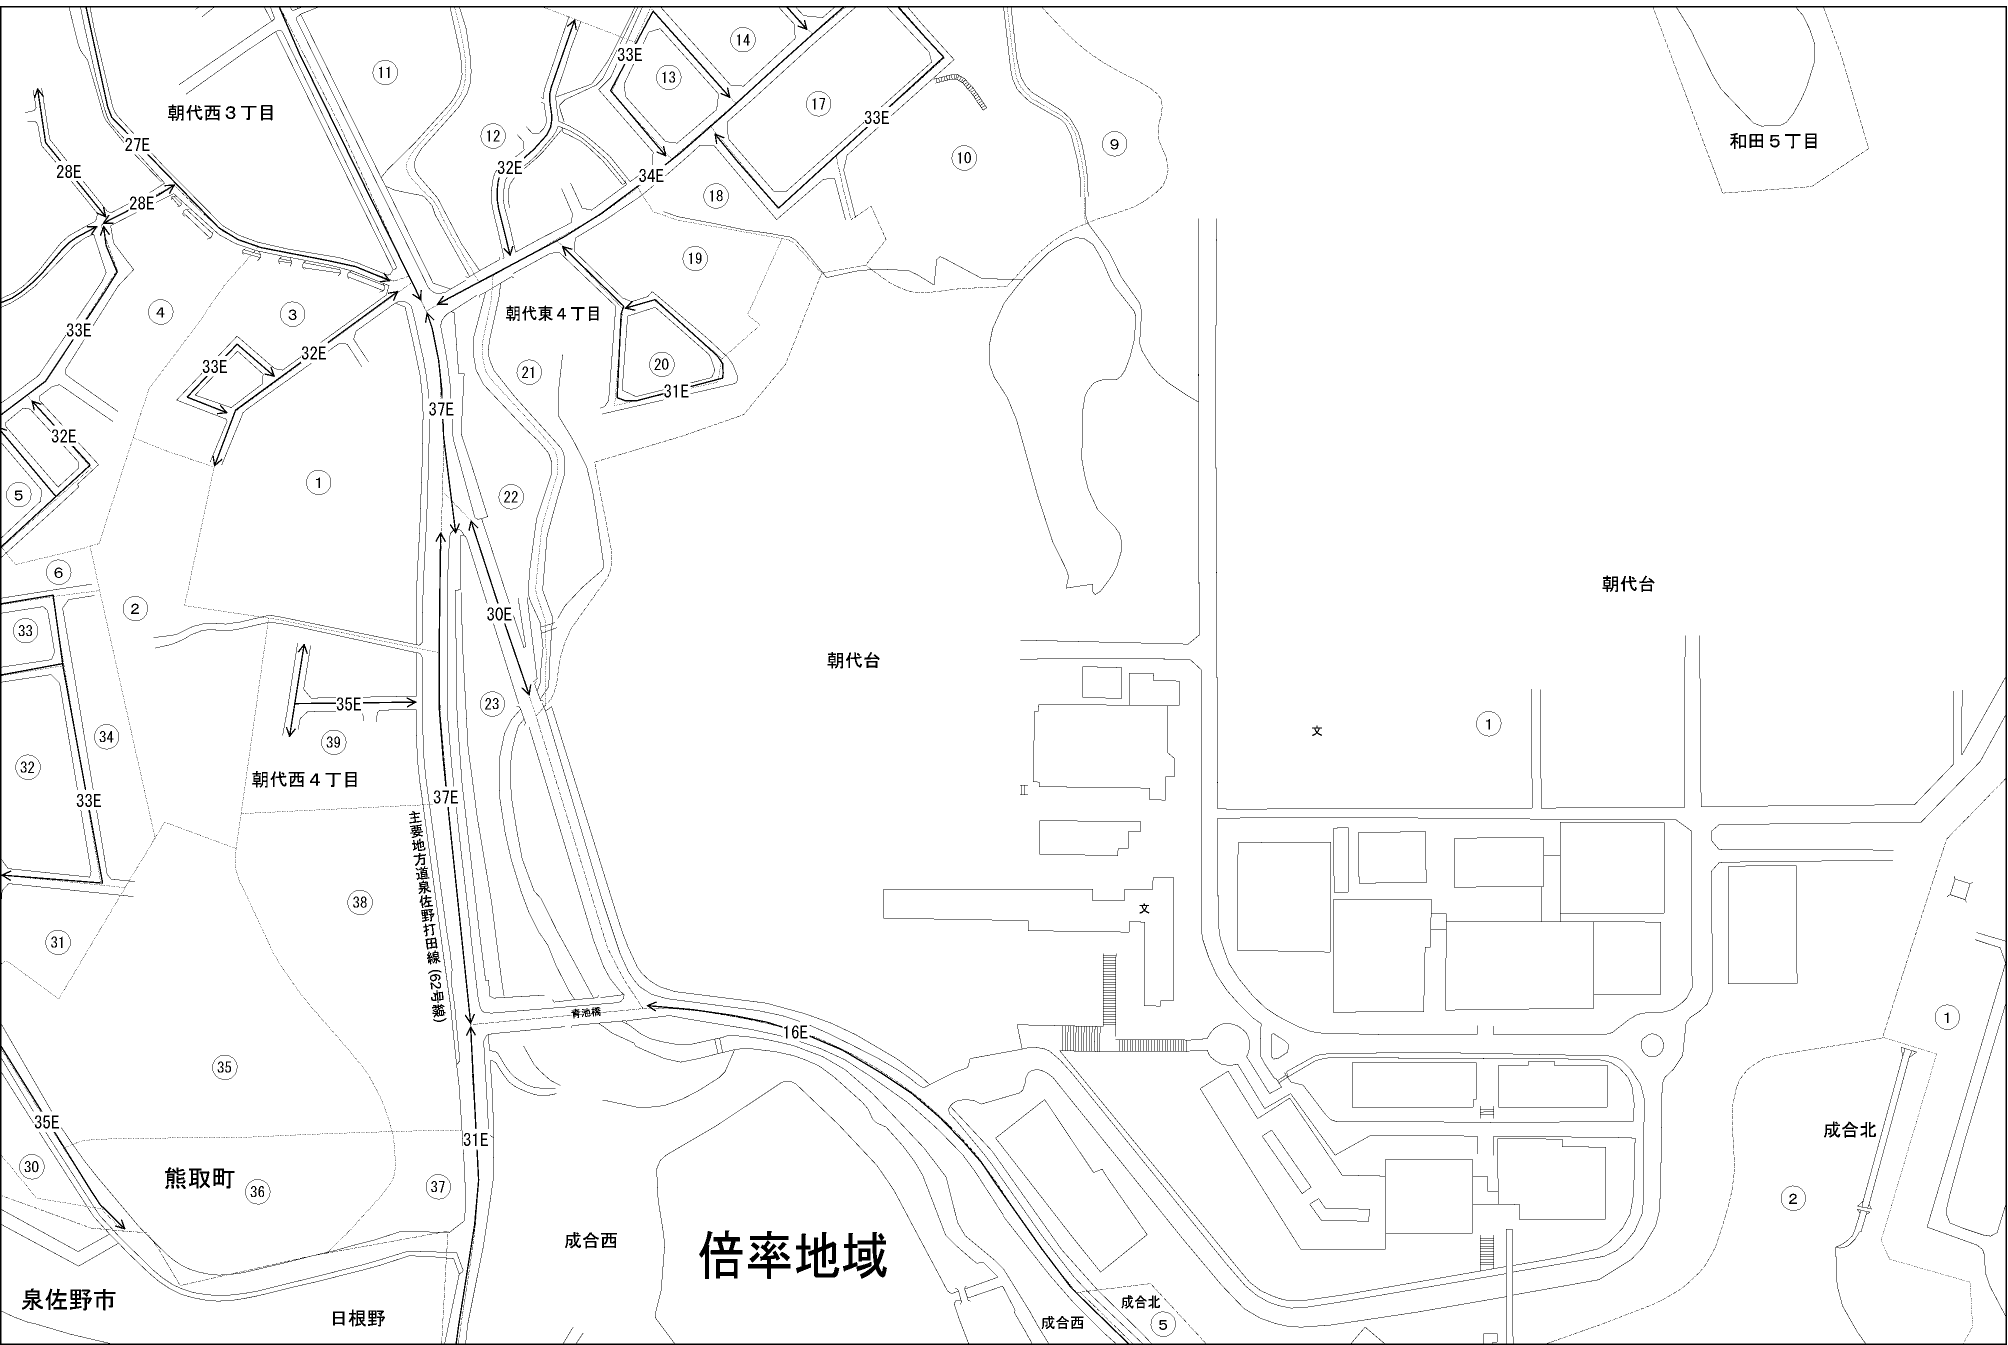 33E
14
11
13
17
朝代西３丁目
33E
12
27E
9
和田５丁目
10
28E
32E
34E
18
28E
19
4
3
朝代東４丁目
33E
32E
33E
20
21
31E
37E
32E
1
5
22
6
朝代台
2
30E
33
朝代台
35E
23
1
文
34
39
32
朝代西４丁目
37E
33E
主要地方道泉佐野打田線（62号線）
38
文
31
青池橋
1
16E
35
35E
31E
成合北
30
熊取町
36
37
2
成合西
倍率地域
泉佐野市
日根野
成合北
成合西
5